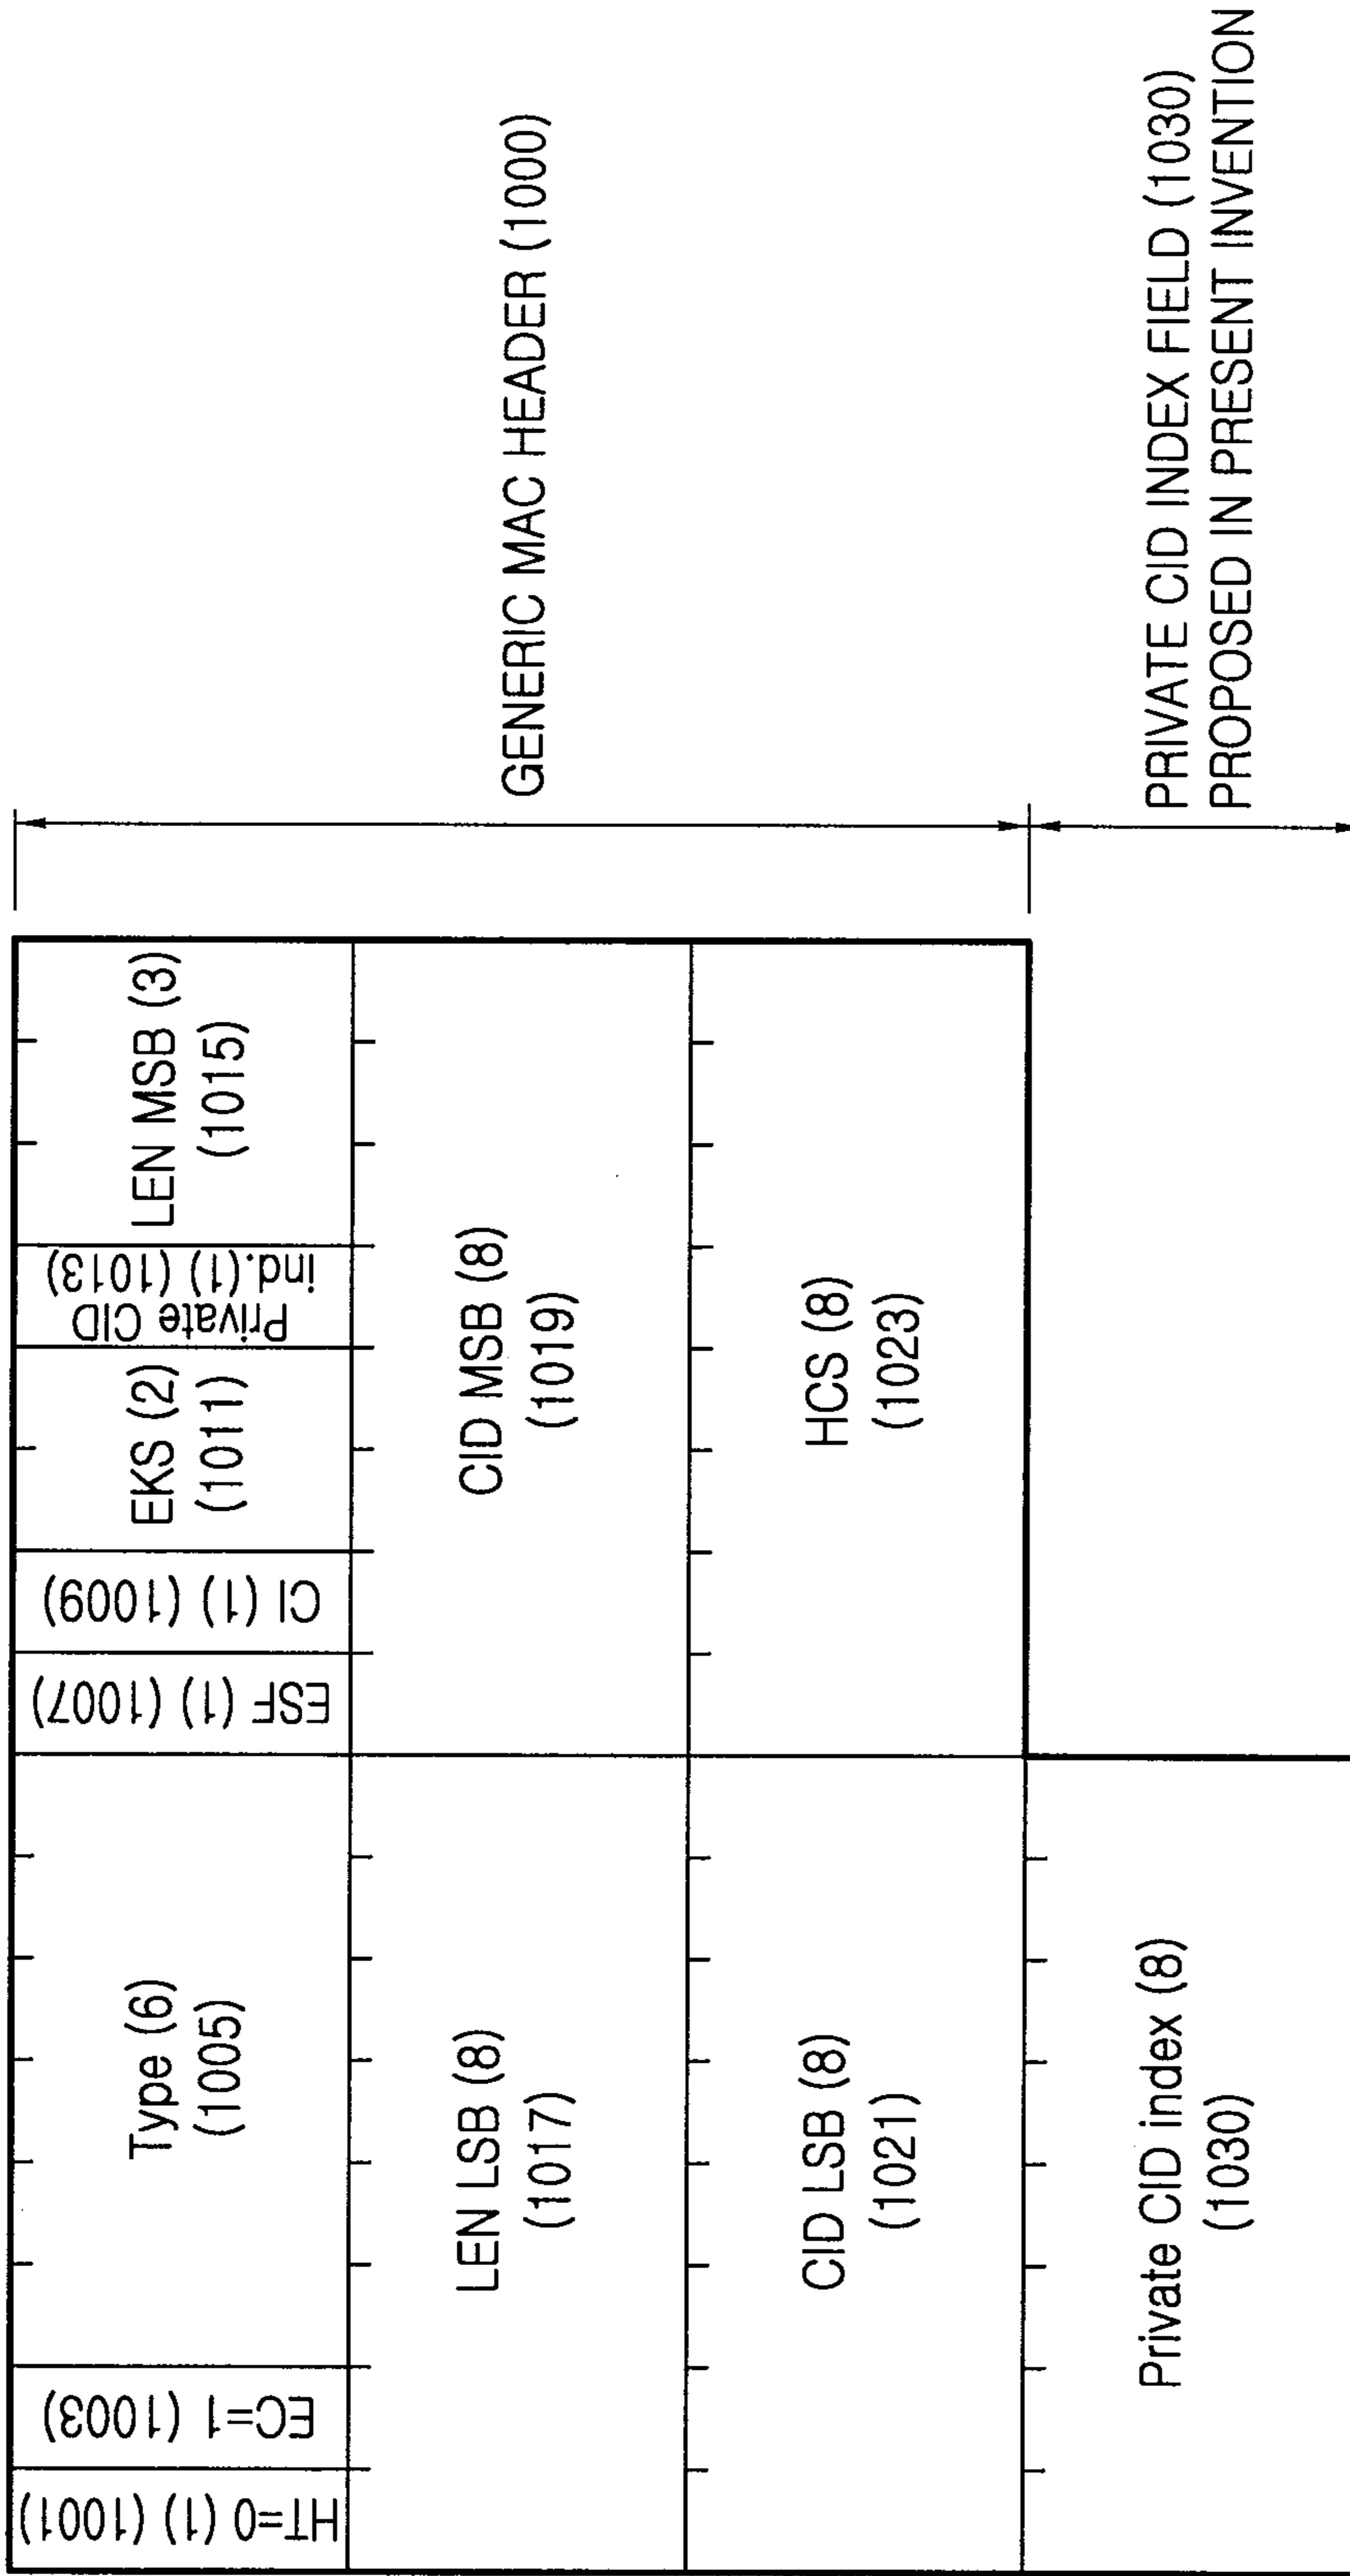 HT=0 (1) (1001)
EC=1 (1003)
Type (6)
(1005)
ESF (1) (1007)
CI (1) (1009)
EKS (2)
(1011)
Private CID
ind.(1) (1013)
LEN MSB (3)
(1015)
LEN LSB (8)
(1017)
CID MSB (8)
(1019)
CID LSB (8)
(1021)
HCS (8)
(1023)
GENERIC MAC HEADER (1000)
Private CID index (8)
(1030)
PRIVATE CID INDEX FIELD (1030)
PROPOSED IN PRESENT INVENTION